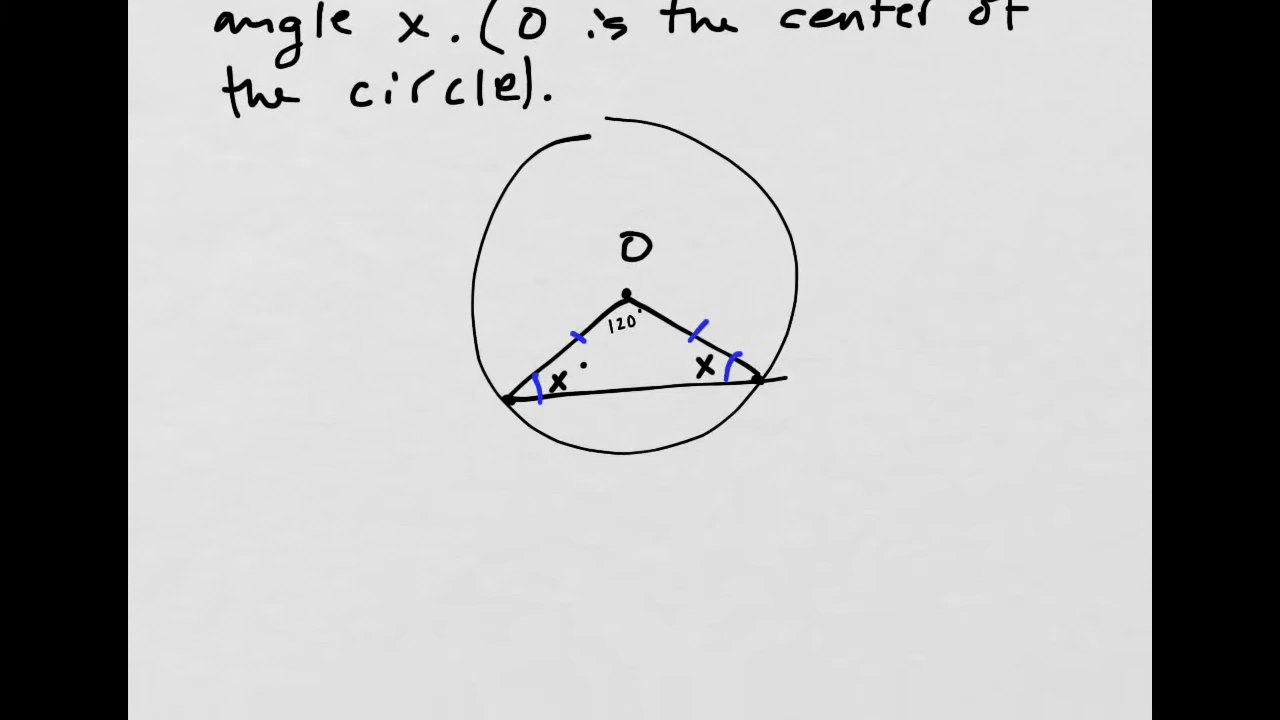 angle x. (O is the center of
the circle).
O
120°
x
x